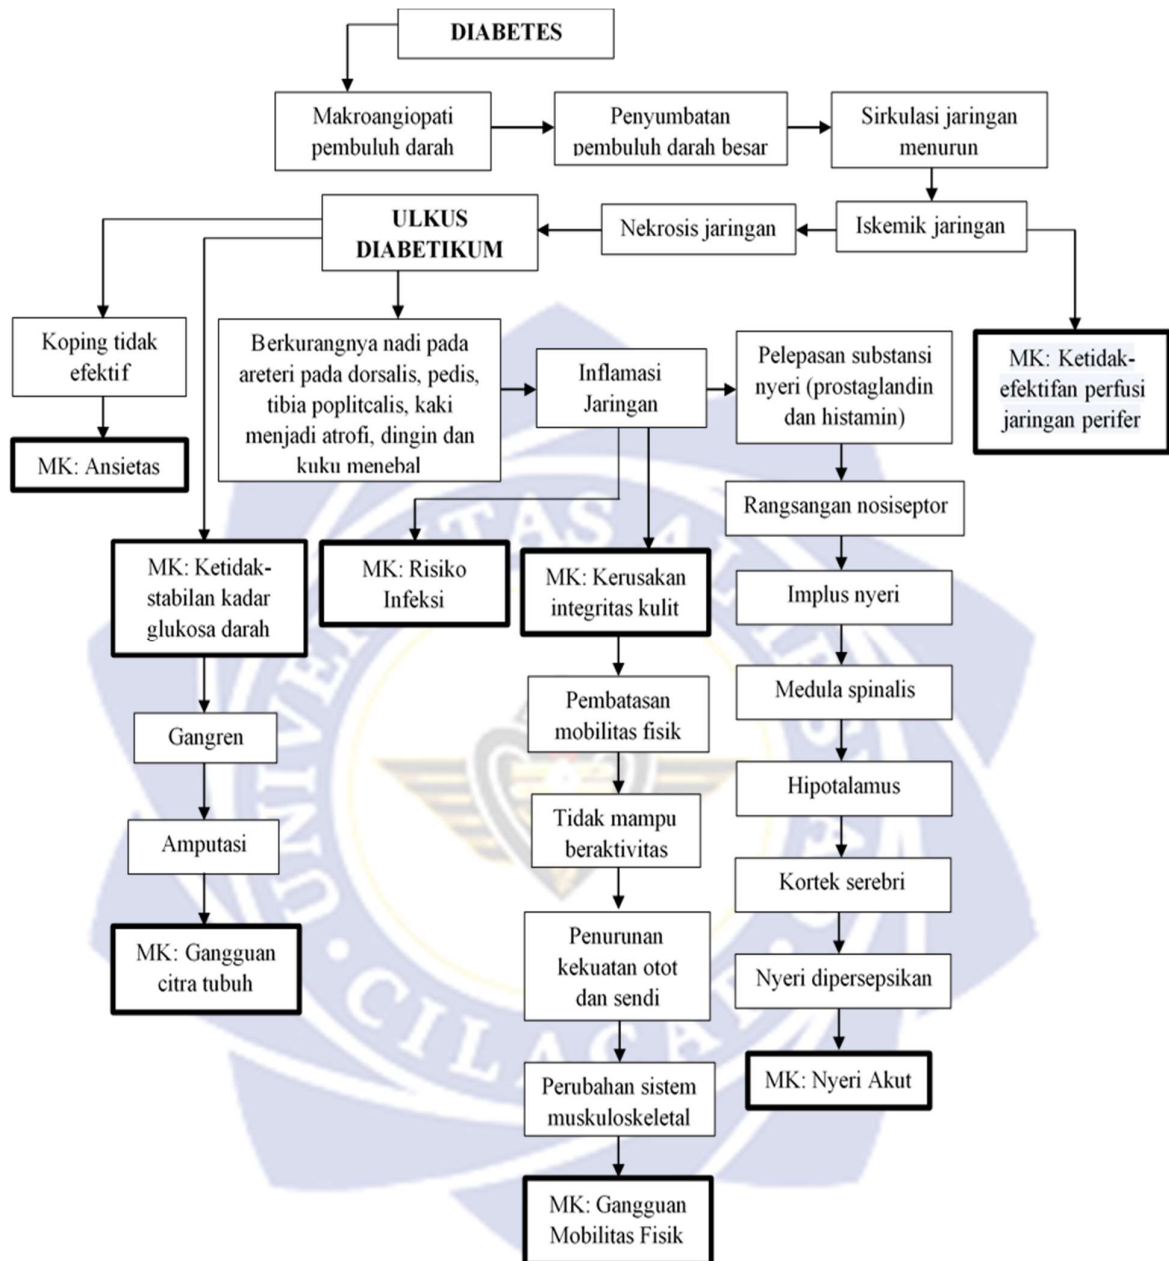 DIABETES
Makroangiopati
pembuluh darah
Penyumbatan
pembuluh darah besar
Sirkulasi jaringan
menurun
ULKUS
DIABETIKUM
Nekrosis jaringan
Iskemik jaringan
Koping tidak
efektif
Berkurangnya nadi pada
areteri pada dorsalis, pedis,
tibia poplitcalis, kaki
menjadi atrofi, dingin dan
kuku menebal
Inflamasi
Jaringan
Pelepasan substansi
nyeri (prostaglandin
dan histamin)
MK: Ketidak-
efektifan perfusi
jaringan perifer
MK: Ansietas
Rangsangan nosiseptor
MK: Ketidak-
stabilan kadar
glukosa darah
MK: Risiko
Infeksi
MK: Kerusakan
integritas kulit
Implus nyeri
Gangren
Pembatasan
mobilitas fisik
Medula spinalis
Amputasi
Tidak mampu
beraktivitas
Hipotalamus
Kortek serebri
MK: Gangguan
citra tubuh
Penurunan
kekuatan otot
dan sendi
Nyeri dipersepsikan
Perubahan sistem
muskuloskeletal
MK: Nyeri Akut
MK: Gangguan
Mobilitas Fisik
CILACAP